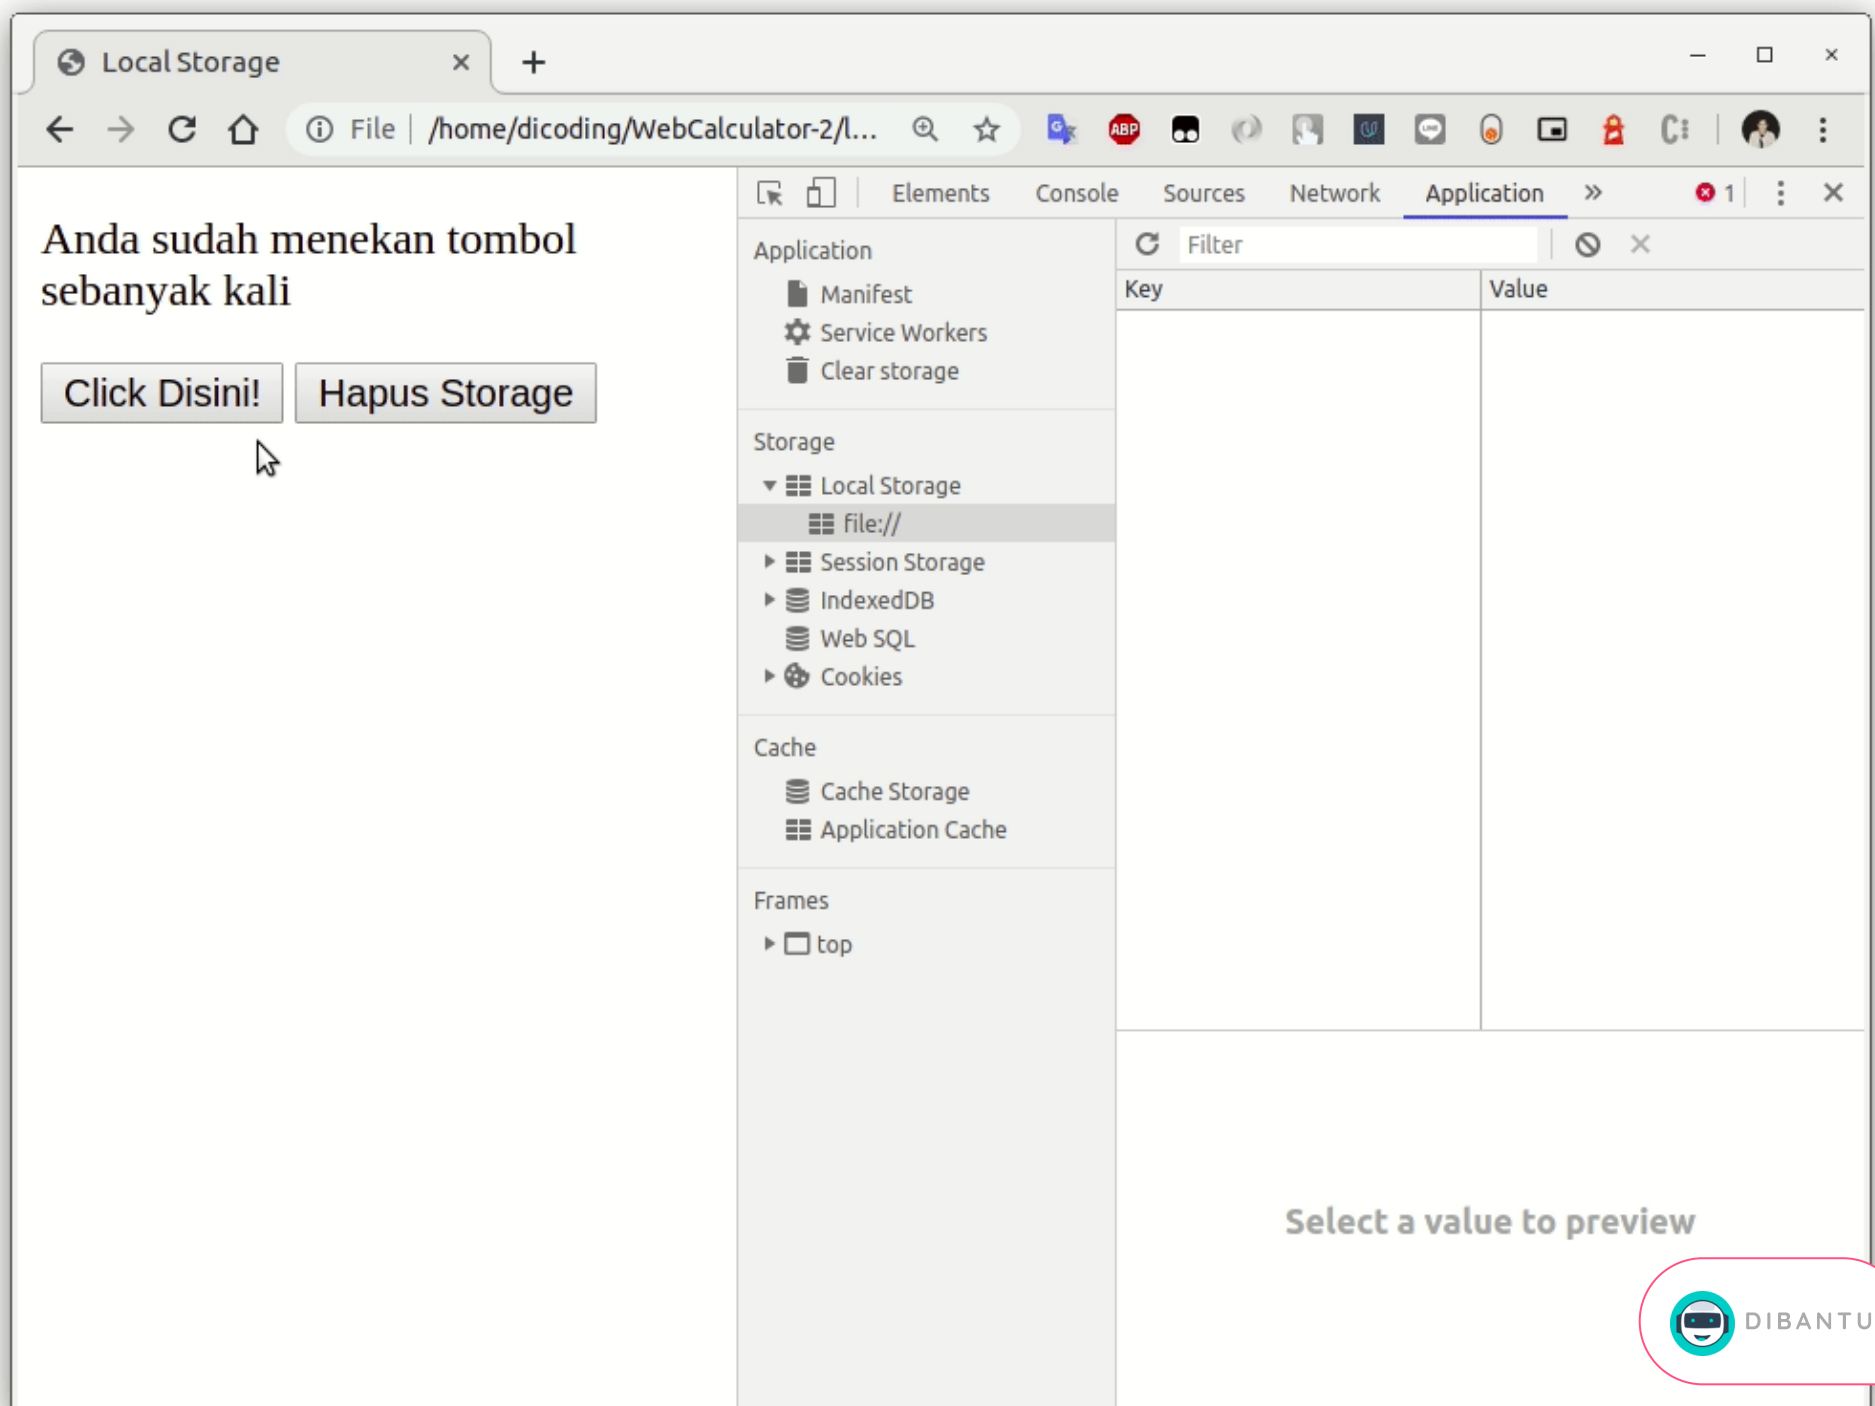 Local Storage
File | /home/dicoding/WebCalculator-2/l...
ABP
Anda sudah menekan tombol
sebanyak kali
Click Disini! Hapus Storage
Elements Console Sources Network Application » 1
Application
Manifest
Service Workers
Clear storage
Storage
Local Storage
file://
Session Storage
IndexedDB
Web SQL
Cookies
Cache
Cache Storage
Application Cache
Frames
top
Filter
Key Value
Select a value to preview
DIBANTU